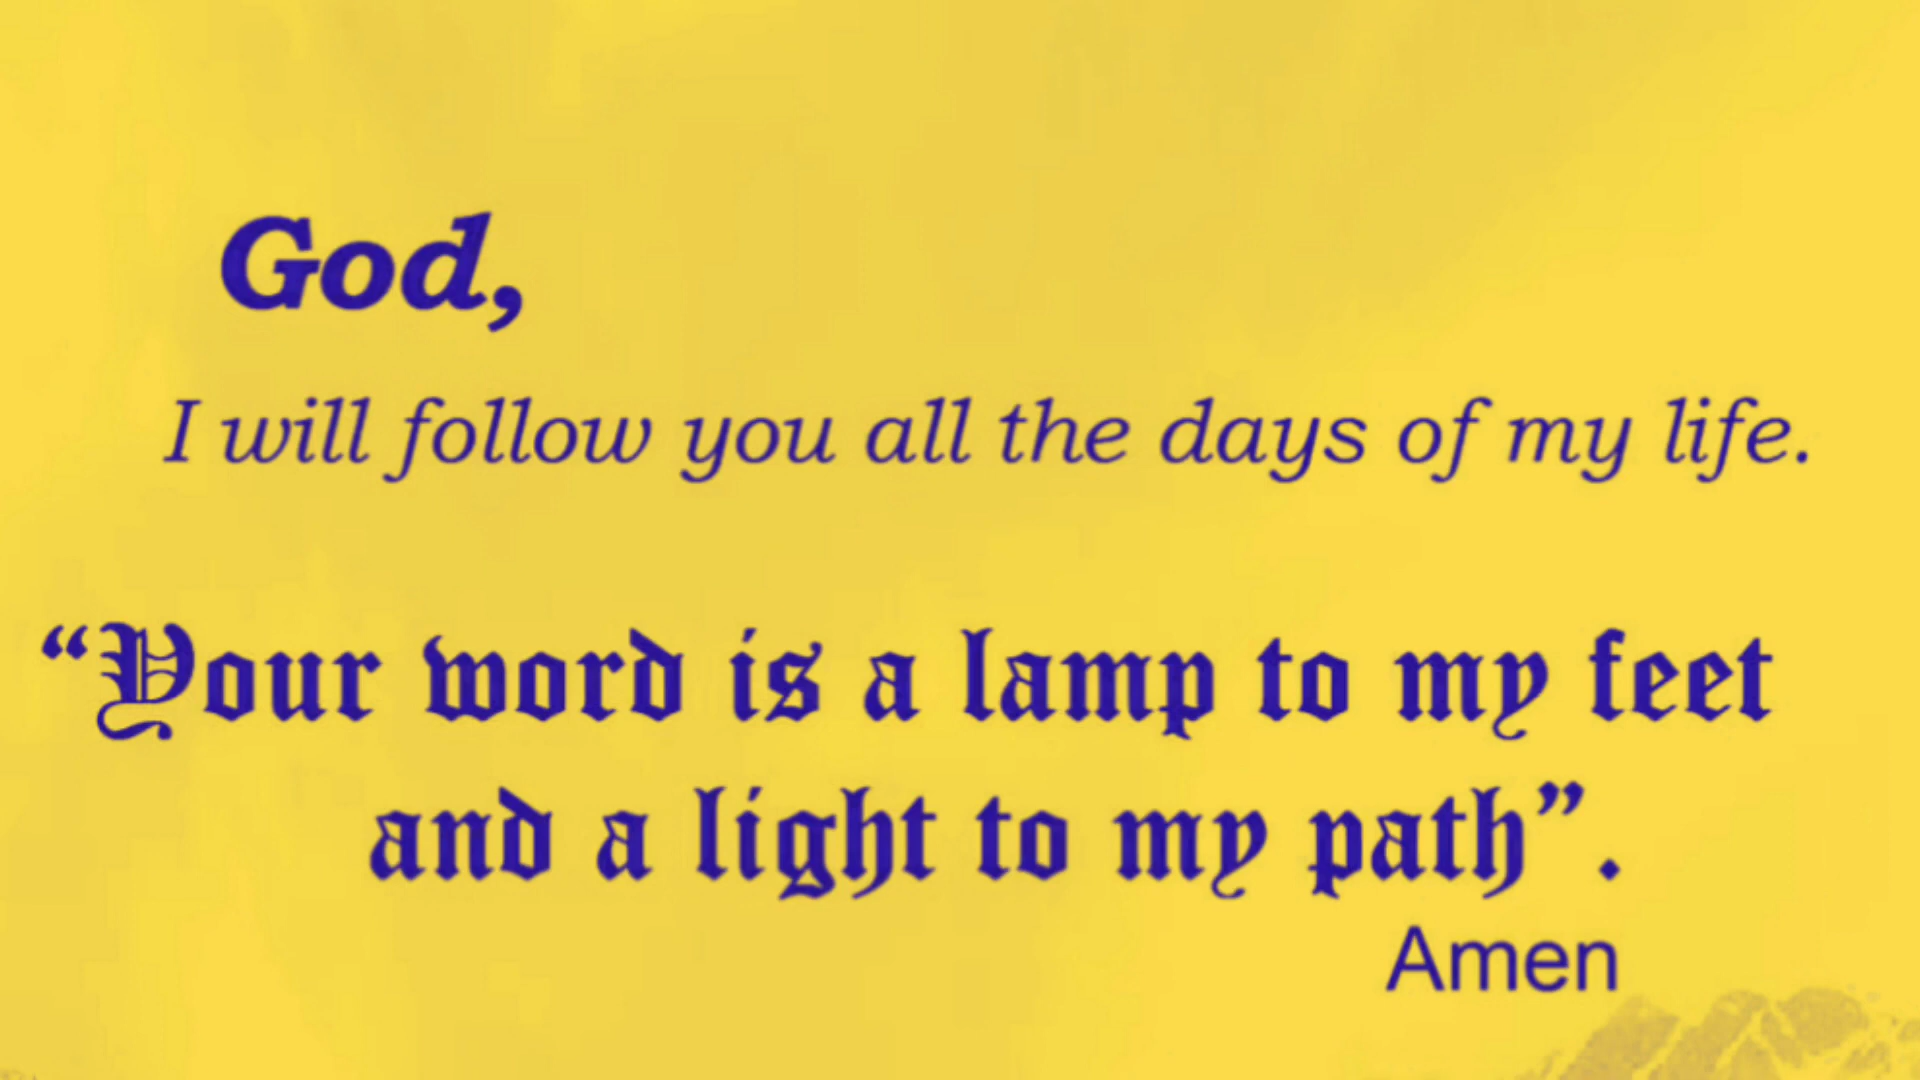 God,
I will follow you all the days of my life.
“Your word is a lamp to my feet
and a light to my path”.
Amen